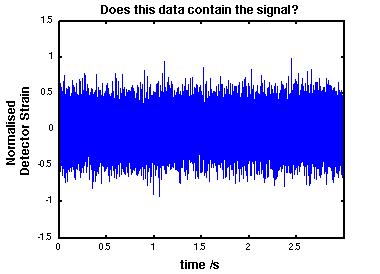 Does this data contain the signal?
1.5
1
0.5
0
-0.5
-1
-1.5
Normalised
Detector Strain
0 0.5 1 1.5 2 2.5
time /s